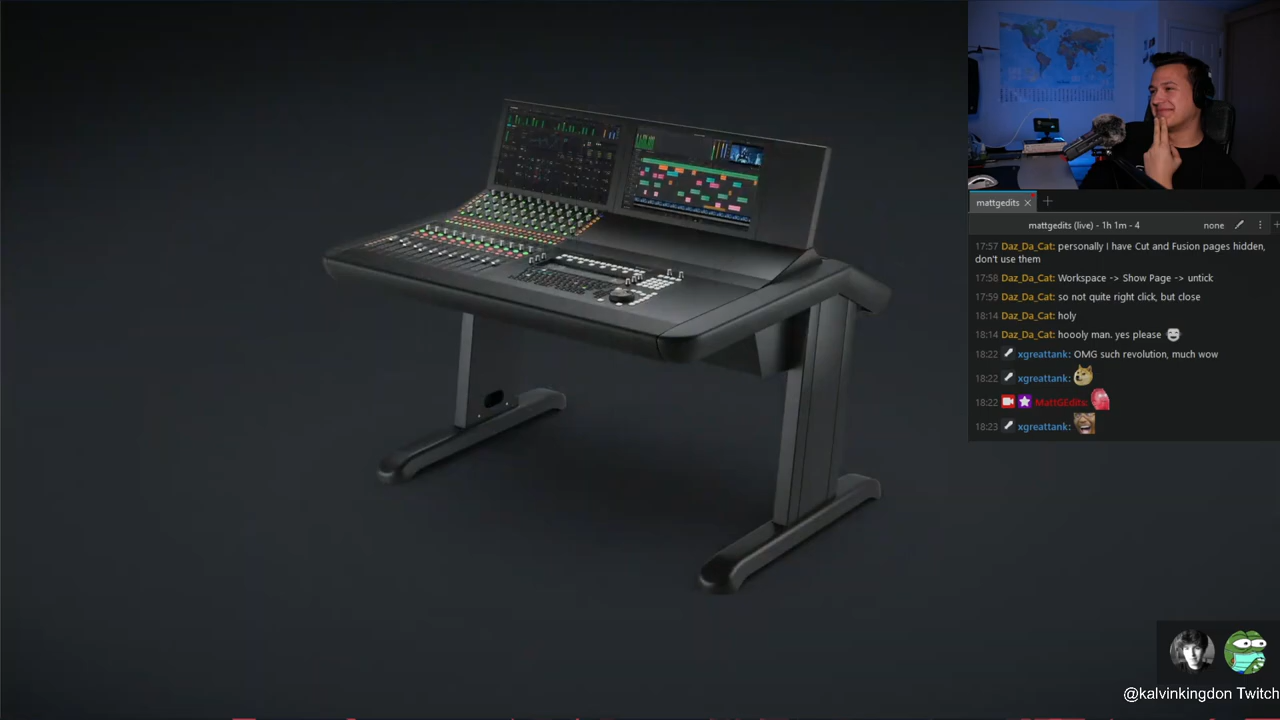 mattgedits
mattgedits (live) - 1h 1m - 4
none
17:57 Daz_Da_Cat: personally I have Cut and Fusion pages hidden,
don't use them
17:58 Daz_Da_Cat: Workspace -> Show Page -> untick
17:59 Daz_Da_Cat: so not quite right click, but close
18:14 Daz_Da_Cat: holy
18:14 Daz_Da_Cat: hoooly man. yes please
18:22 xgreattank: OMG such revolution, much wow
18:22 xgreattank:
18:22 MattGEdits:
18:23 xgreattank:
@kalvinkingdon Twitch